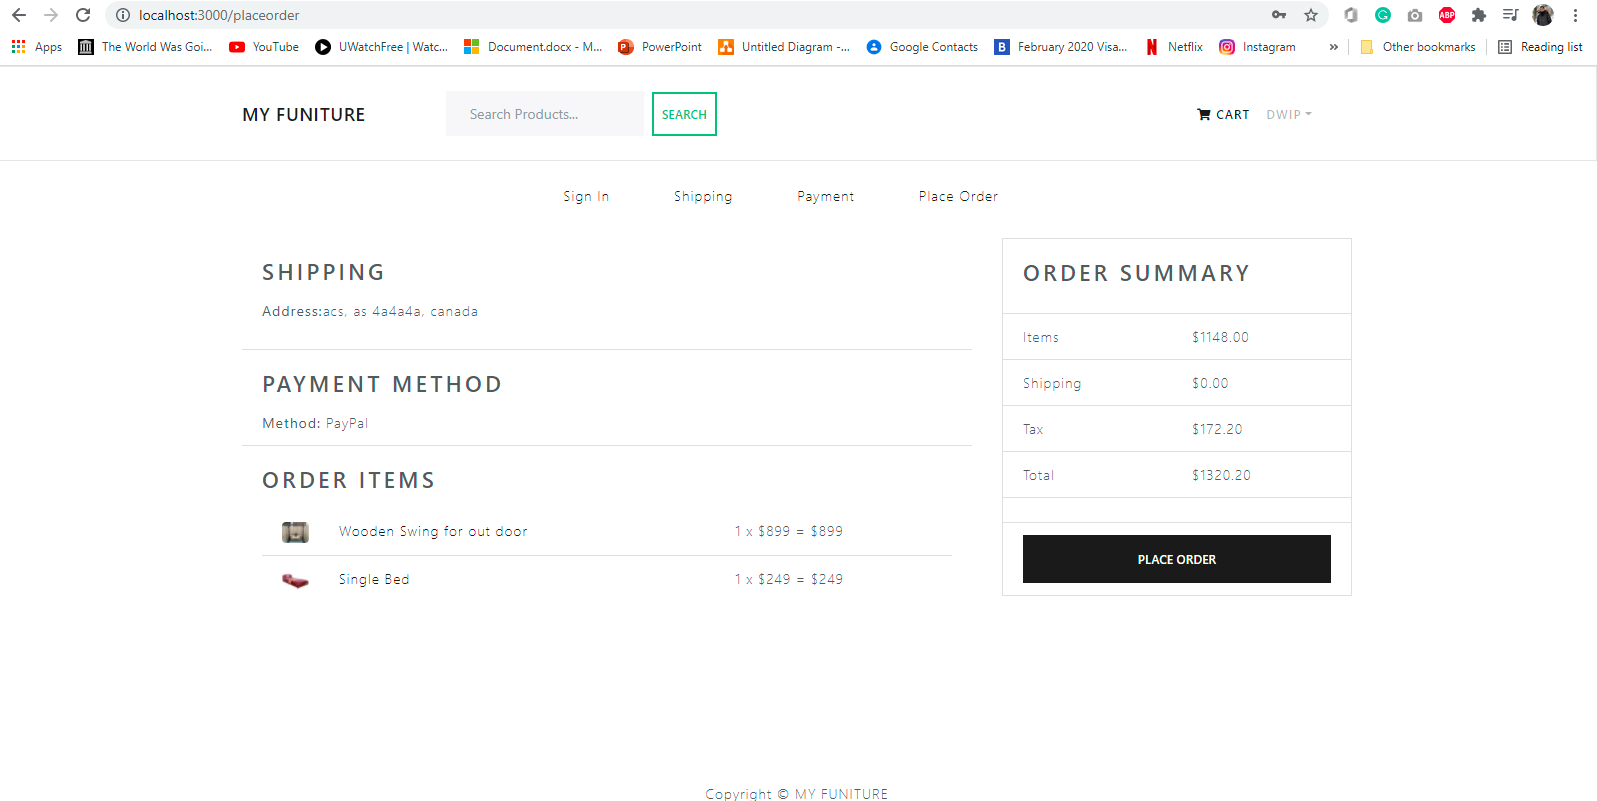 localhost:3000/placeorder
ABP
Apps The World Was Goi... YouTube UWatchFree | Watc... Document.docx - M... PowerPoint Untitled Diagram -... Google Contacts B February 2020 Visa... Netflix Instagram » Other bookmarks Reading list
MY FUNITURE Search Products... SEARCH CART DWIP
Sign In Shipping Payment Place Order
SHIPPING
Address:acs, as 4a4a4a, canada
PAYMENT METHOD
Method: PayPal
ORDER ITEMS
Wooden Swing for out door 1 x $899 = $899
Single Bed 1 x $249 = $249
ORDER SUMMARY
Items $1148.00
Shipping $0.00
Tax $172.20
Total $1320.20
PLACE ORDER
Copyright © MY FUNITURE